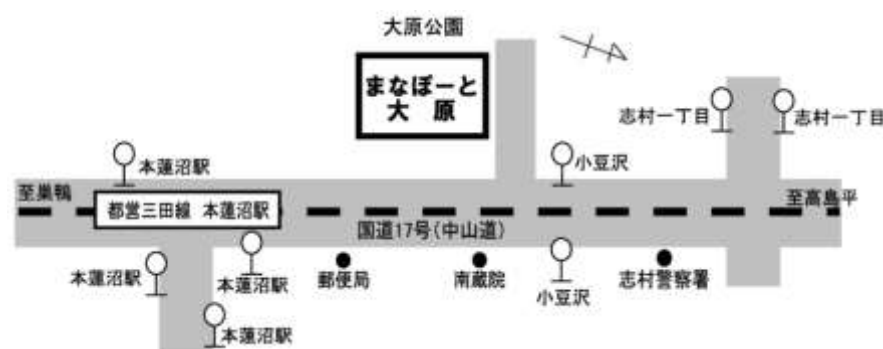 大原公園
まなぽーと
大 原
志村一丁目
志村一丁目
本蓮沼駅
小豆沢
至巣鴨
都営三田線 本蓮沼駅
至高島平
国道17号(中山道)
本蓮沼駅
本蓮沼駅
郵便局
南蔵院
小豆沢
志村警察署
本蓮沼駅